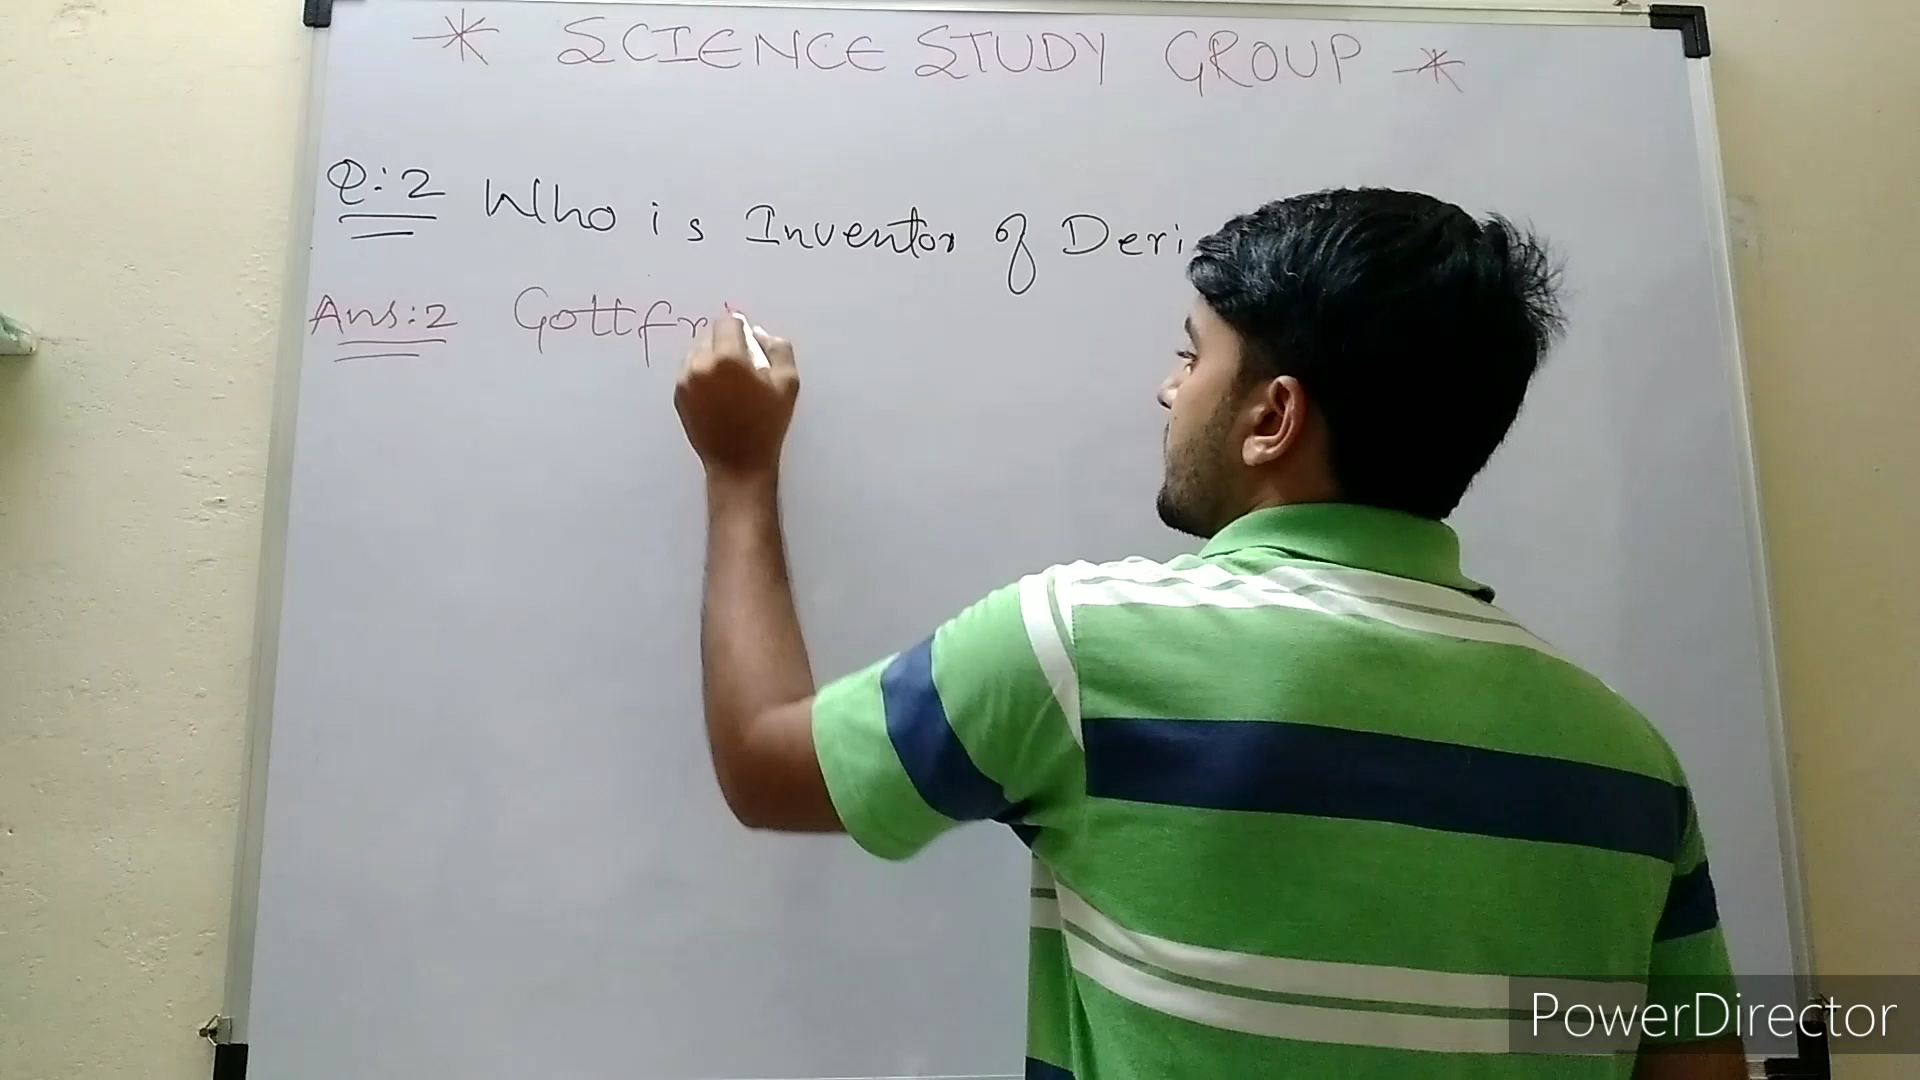 * SCIENCE STUDY GROUP *
Q:2 Who is Inventor of Deri
Ans:2 Gottfr
PowerDirector